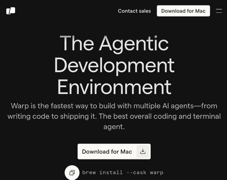 Contact sales
Download for Mac
The Agentic
Development
Environment
Warp is the fastest way to build with multiple AI agents—from
writing code to shipping it. The best overall coding and terminal
agent.
Download for Mac
brew install --cask warp